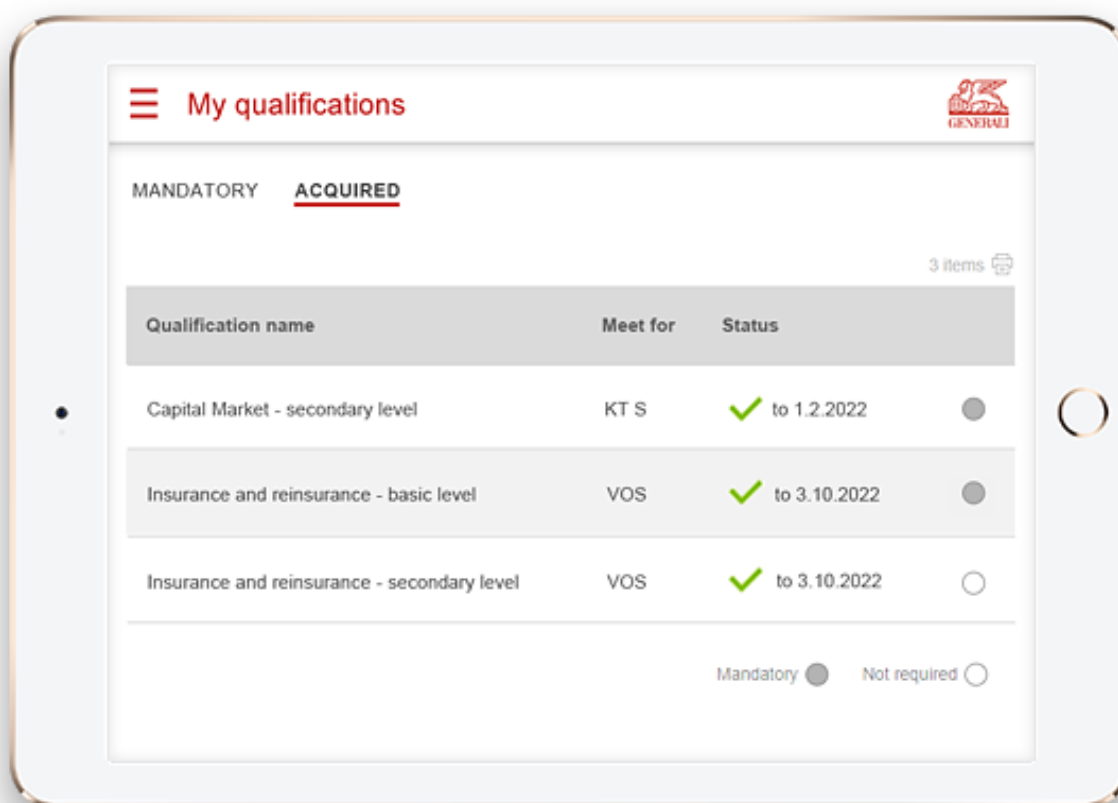 My qualifications
GENERALI
MANDATORY ACQUIRED
3 items
Qualification name Meet for Status
Capital Market - secondary level KT S to 1.2.2022
Insurance and reinsurance - basic level VOS to 3.10.2022
Insurance and reinsurance - secondary level VOS to 3.10.2022
Mandatory Not required